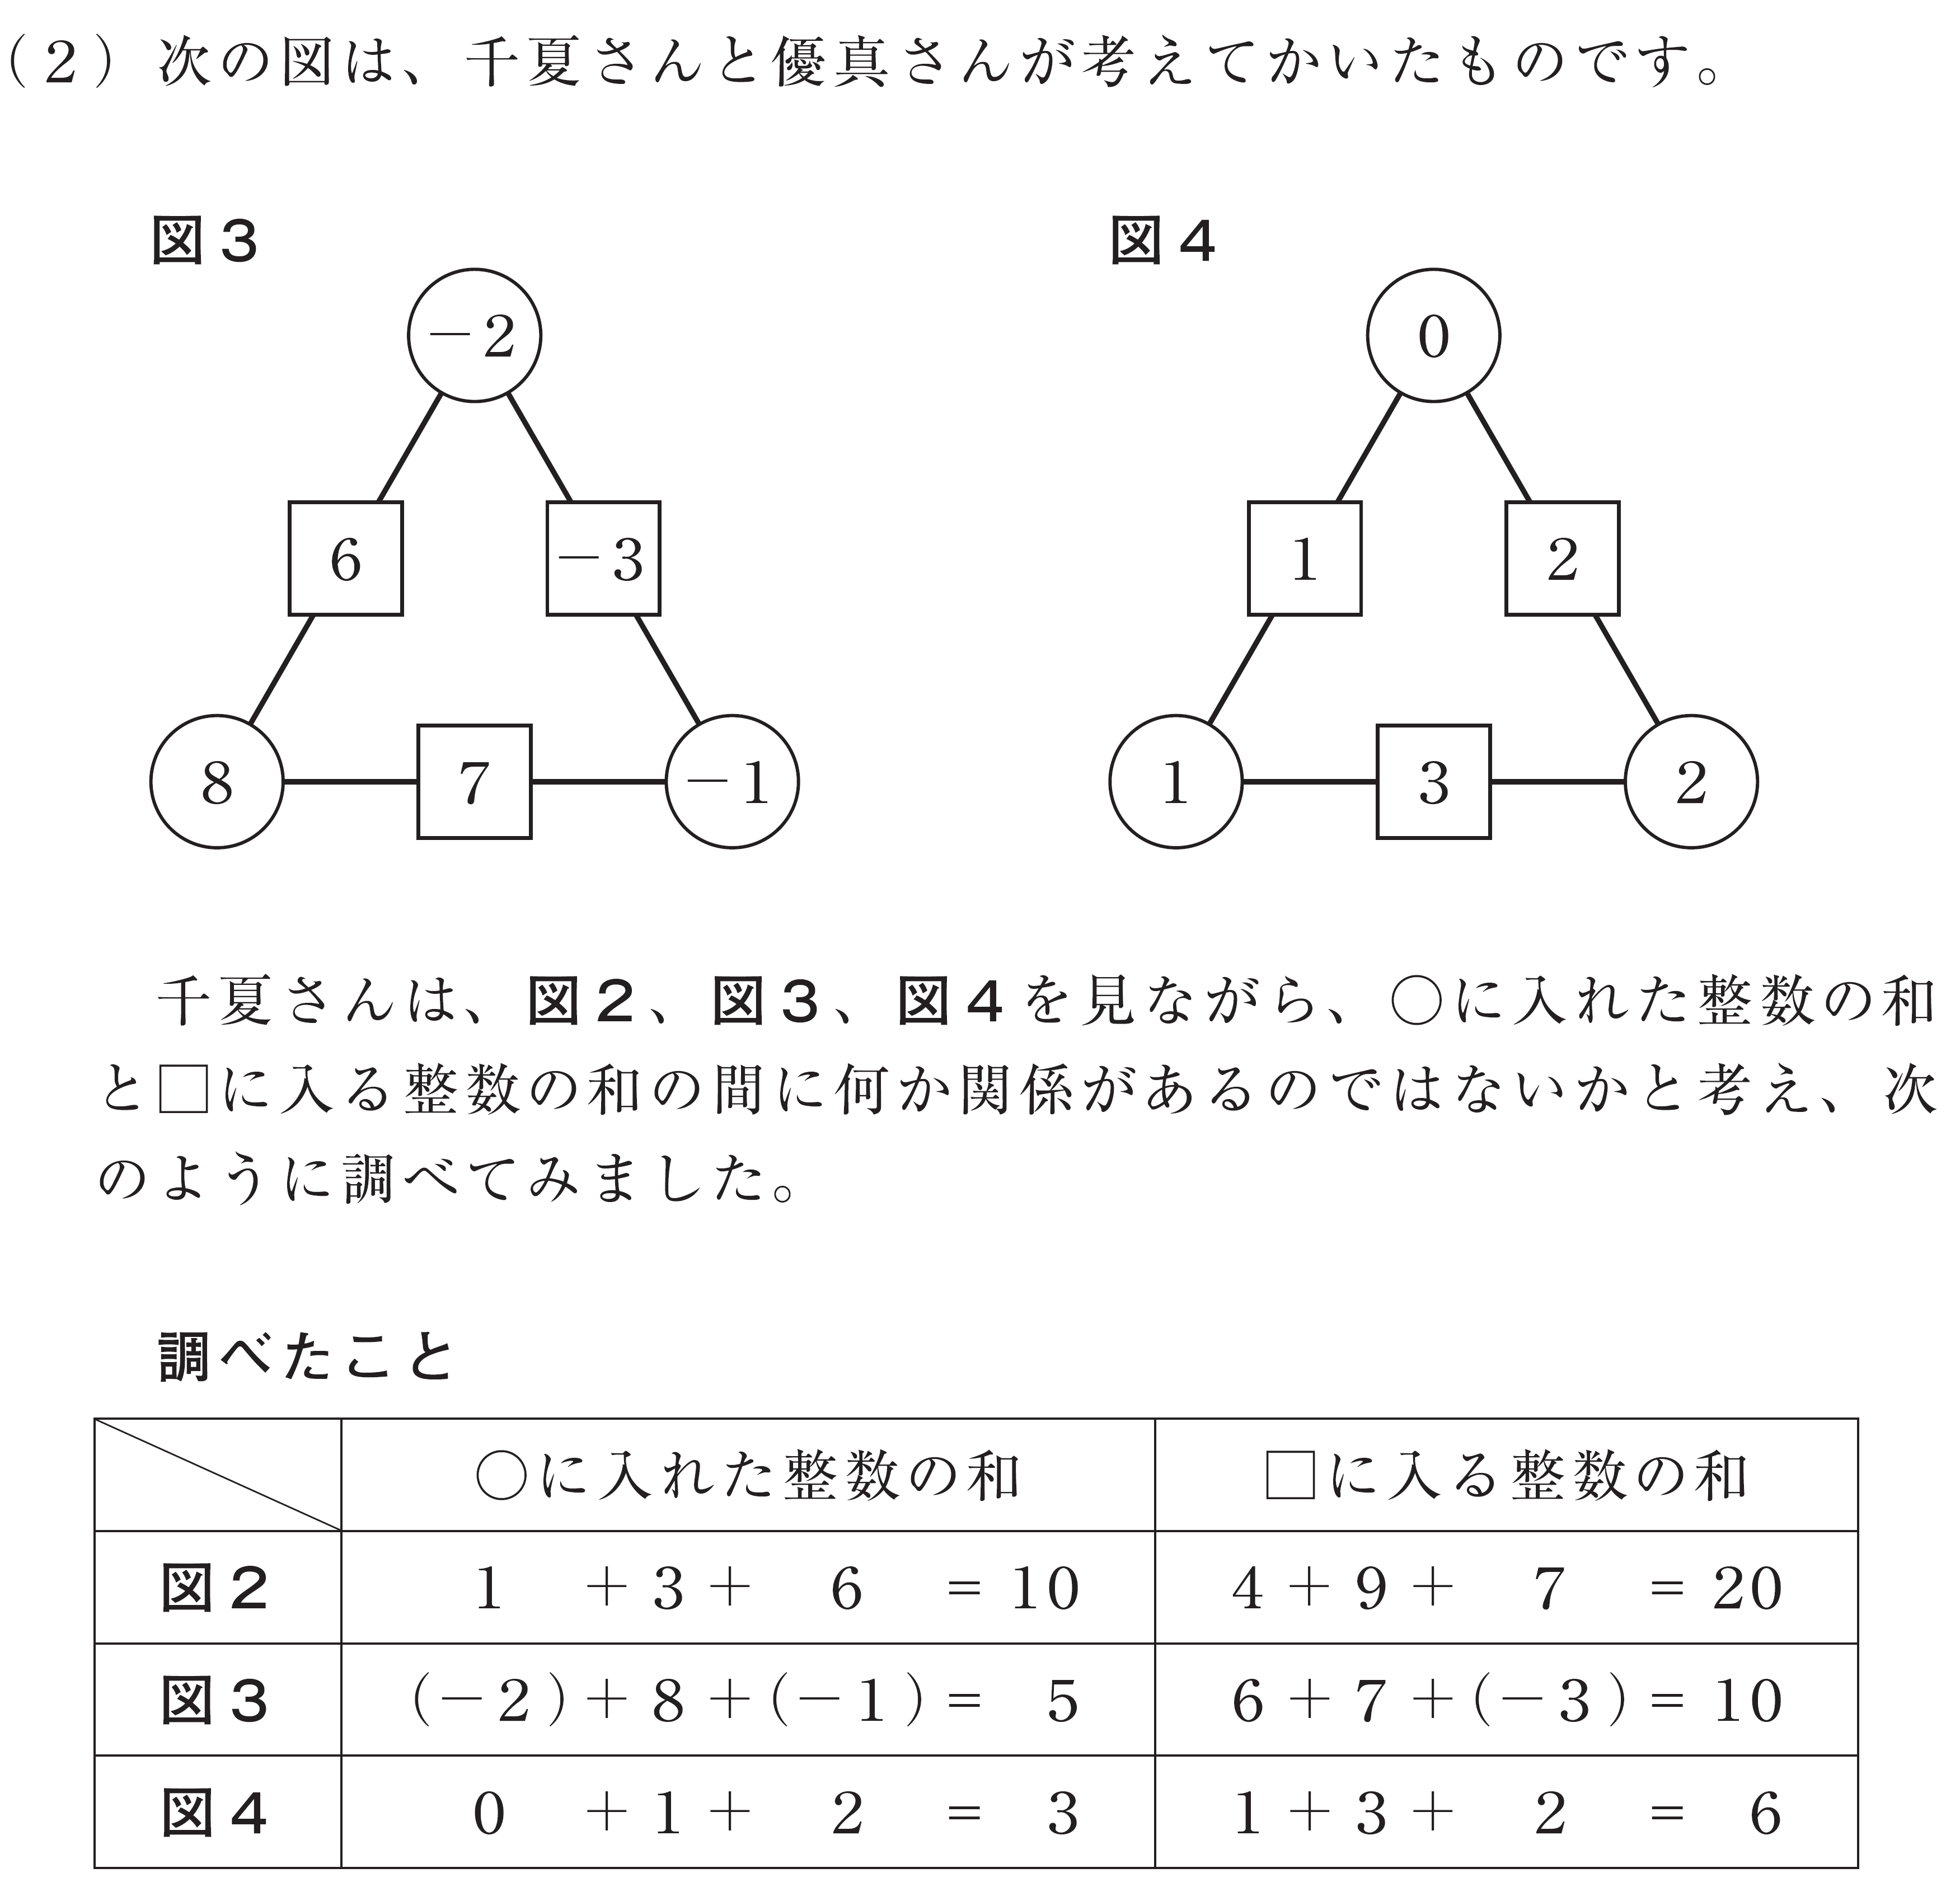 （２）次の図は、千夏さんと優真さんが考えてかいたものです。
図３
図４
－2
6
－3
8
7
－1
0
1
2
1
3
2
千夏さんは、図２、図３、図４を見ながら、○に入れた整数の和
と□に入る整数の和の間に何か関係があるのではないかと考え、次
のように調べてみました。
調べたこと
○に入れた整数の和　□に入る整数の和
図２　1＋3＋6＝10　4＋9＋7＝20
図３　（－2）＋8＋（－1）＝5　6＋7＋（－3）＝10
図４　0＋1＋2＝3　1＋3＋2＝6